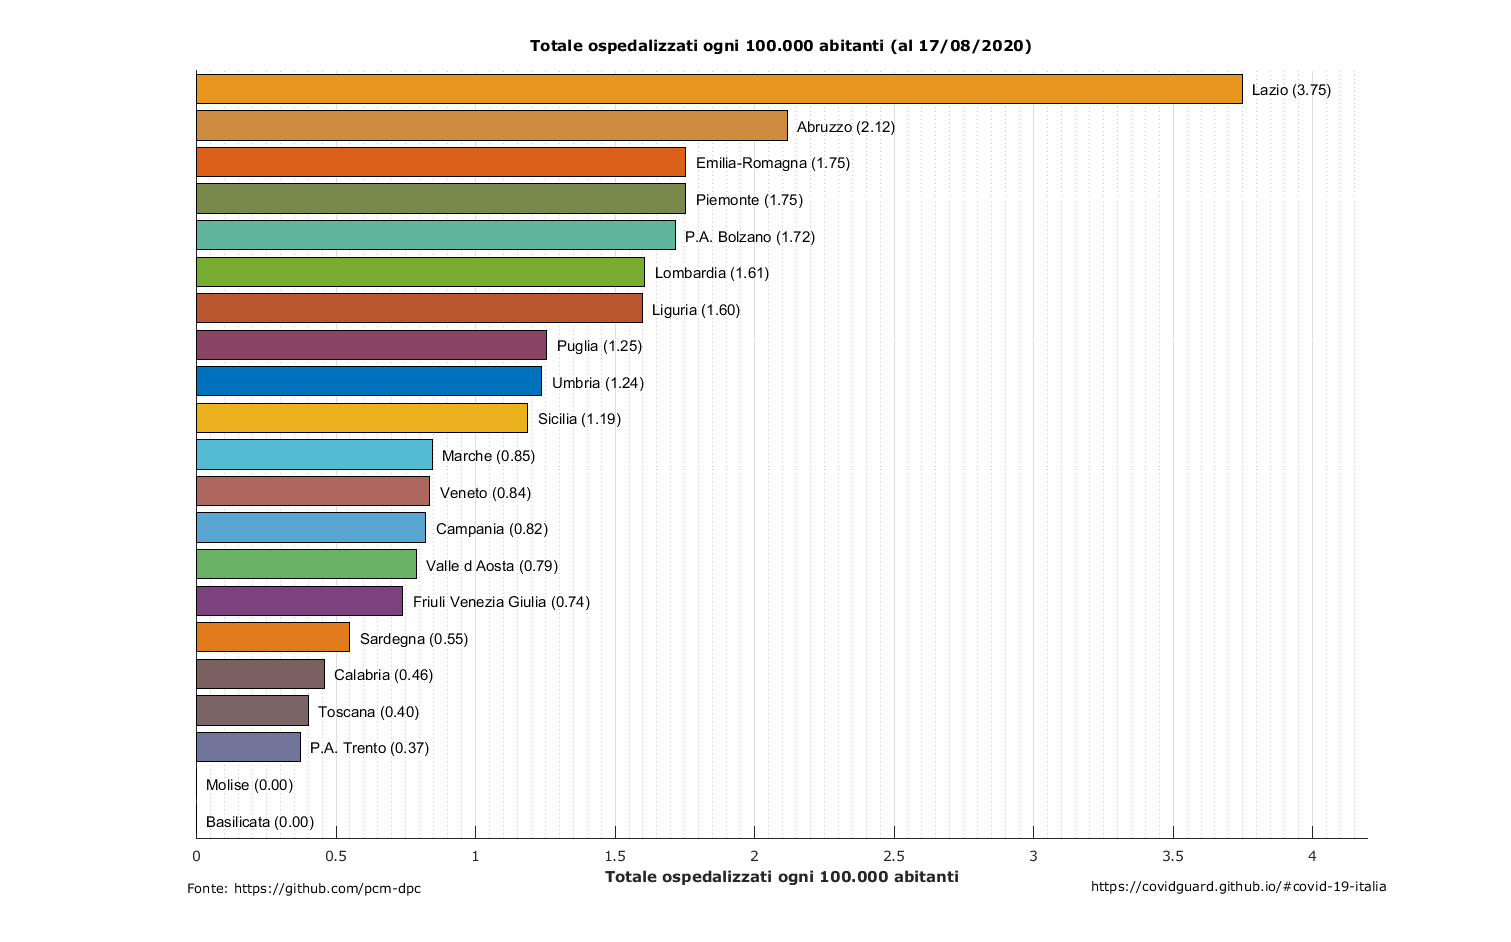 Totale ospedalizzati ogni 100.000 abitanti (al 17/08/2020)
Lazio (3.75)
Abruzzo (2.12)
Emilia-Romagna (1.75)
Piemonte (1.75)
P.A. Bolzano (1.72)
Lombardia (1.61)
Liguria (1.60)
Puglia (1.25)
Umbria (1.24)
Sicilia (1.19)
Marche (0.85)
Veneto (0.84)
Campania (0.82)
Valle d Aosta (0.79)
Friuli Venezia Giulia (0.74)
Sardegna (0.55)
Calabria (0.46)
Toscana (0.40)
P.A. Trento (0.37)
Molise (0.00)
Basilicata (0.00)
0 0.5 1 1.5 2 2.5 3 3.5 4
Totale ospedalizzati ogni 100.000 abitanti
Fonte: https://github.com/pcm-dpc
https://covidguard.github.io/#covid-19-italia